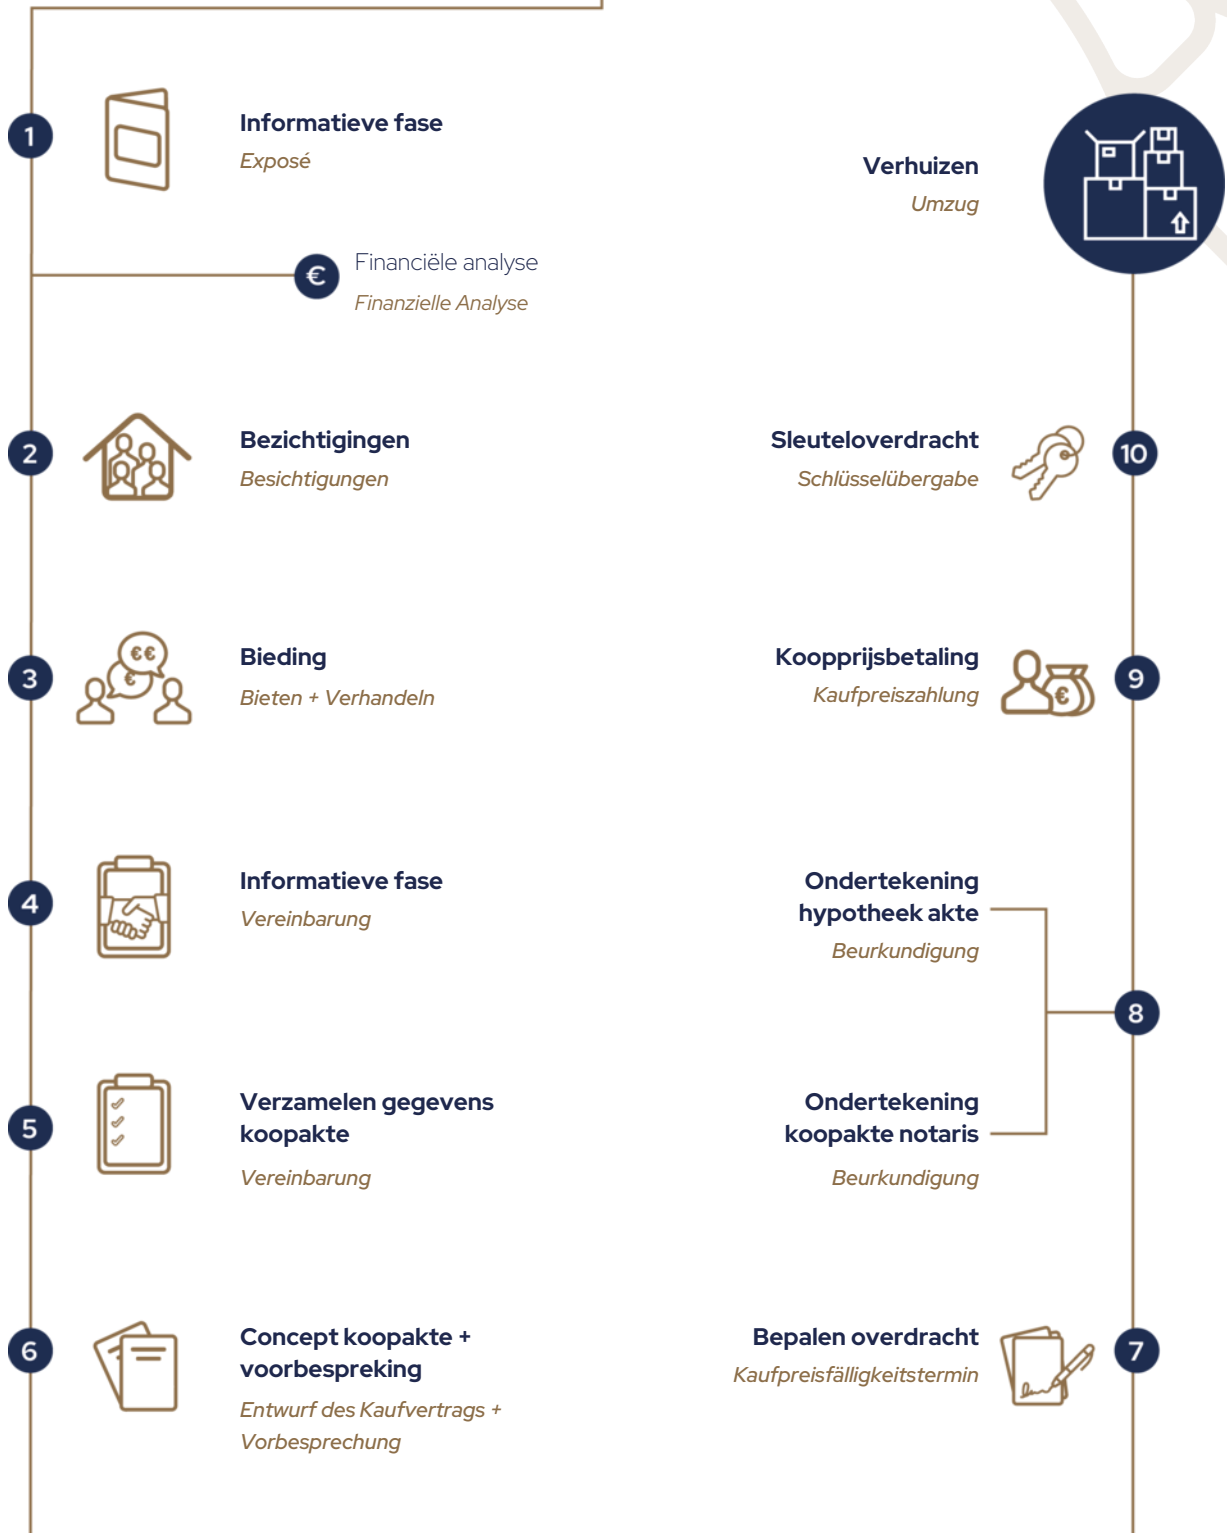 1
Informatieve fase
Exposé
€
Financiële analyse
Finanzielle Analyse
2
Bezichtigingen
Besichtigungen
3
€€
€
Bieding
Bieten + Verhandeln
4
Informatieve fase
Vereinbarung
5
Verzamelen gegevens
koopakte
Vereinbarung
6
Concept koopakte +
voorbespreking
Entwurf des Kaufvertrags +
Vorbesprechung
Bepalen overdracht
Kaufpreisfälligkeitstermin
7
Ondertekening
hypotheek akte
Beurkundigung
8
Ondertekening
koopakte notaris
Beurkundigung
Koopprijsbetaling
Kaufpreiszahlung
€
9
Sleuteloverdracht
Schlüsselübergabe
10
Verhuizen
Umzug